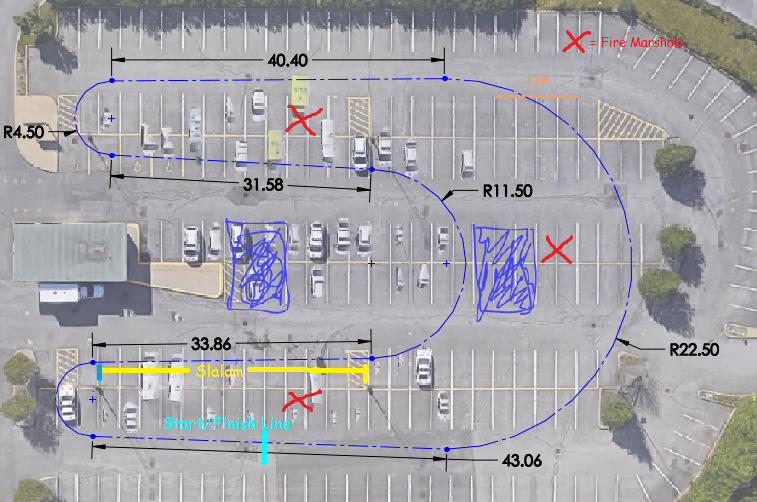 40.40
= Fire Marshals
R4.50
31.58
R11.50
33.86
Slalom
R22.50
Start/Finish Line
43.06